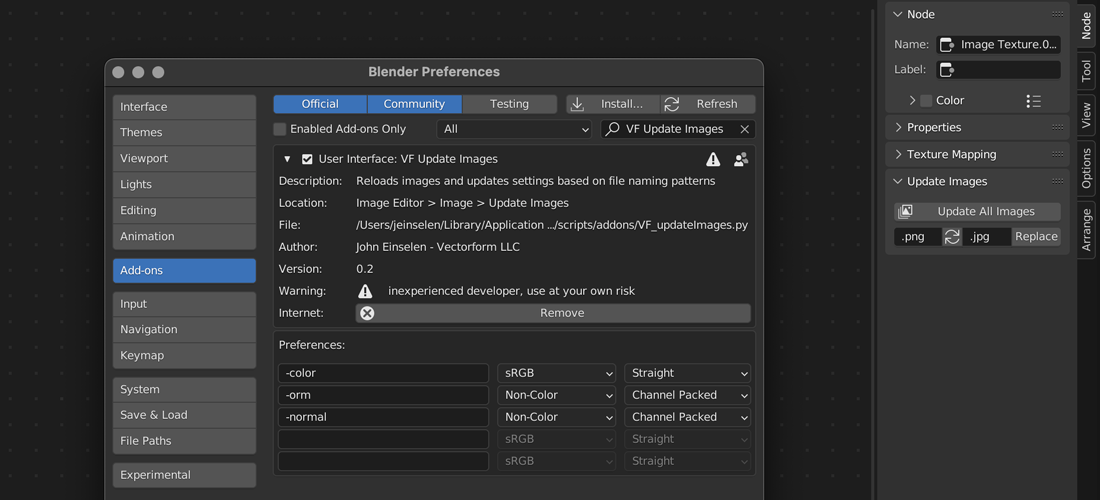 Blender Preferences
Interface
Themes
Viewport
Lights
Editing
Animation
Add-ons
Input
Navigation
Keymap
System
Save & Load
File Paths
Experimental
Official Community Testing Install... Refresh
Enabled Add-ons Only All VF Update Images
User Interface: VF Update Images
Description: Reloads images and updates settings based on file naming patterns
Location: Image Editor > Image > Update Images
File: /Users/jeinselen/Library/Application .../scripts/addons/VF_updateImages.py
Author: John Einselen - Vectorform LLC
Version: 0.2
Warning: inexperienced developer, use at your own risk
Internet: Remove
Preferences:
-color sRGB Straight
-orm Non-Color Channel Packed
-normal Non-Color Channel Packed
sRGB Straight
sRGB Straight
Node
Name: Image Texture.0...
Label:
Color
Properties
Texture Mapping
Update Images
Update All Images
.png .jpg Replace
Node
Tool
View
Options
Arrange